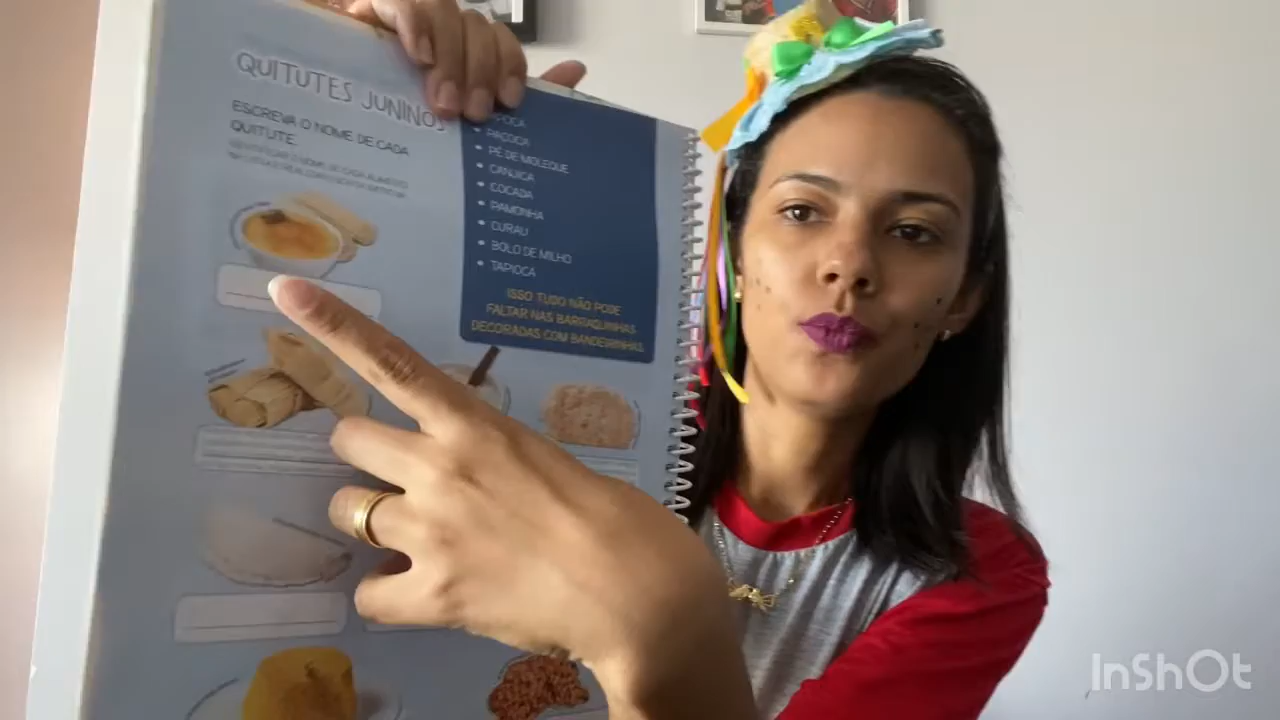 QUITUTES JUNINOS
ESCREVA O NOME DE CADA
QUITUTE.
PAÇOCA
PÉ DE MOLEQUE
CANJICA
COCADA
PAMONHA
CURAU
BOLO DE MILHO
TAPIOCA
ISSO TUDO NÃO PODE
FALTAR NAS BARRAQUINHAS
DECORADAS COM BANDEIRINHAS
InShOt